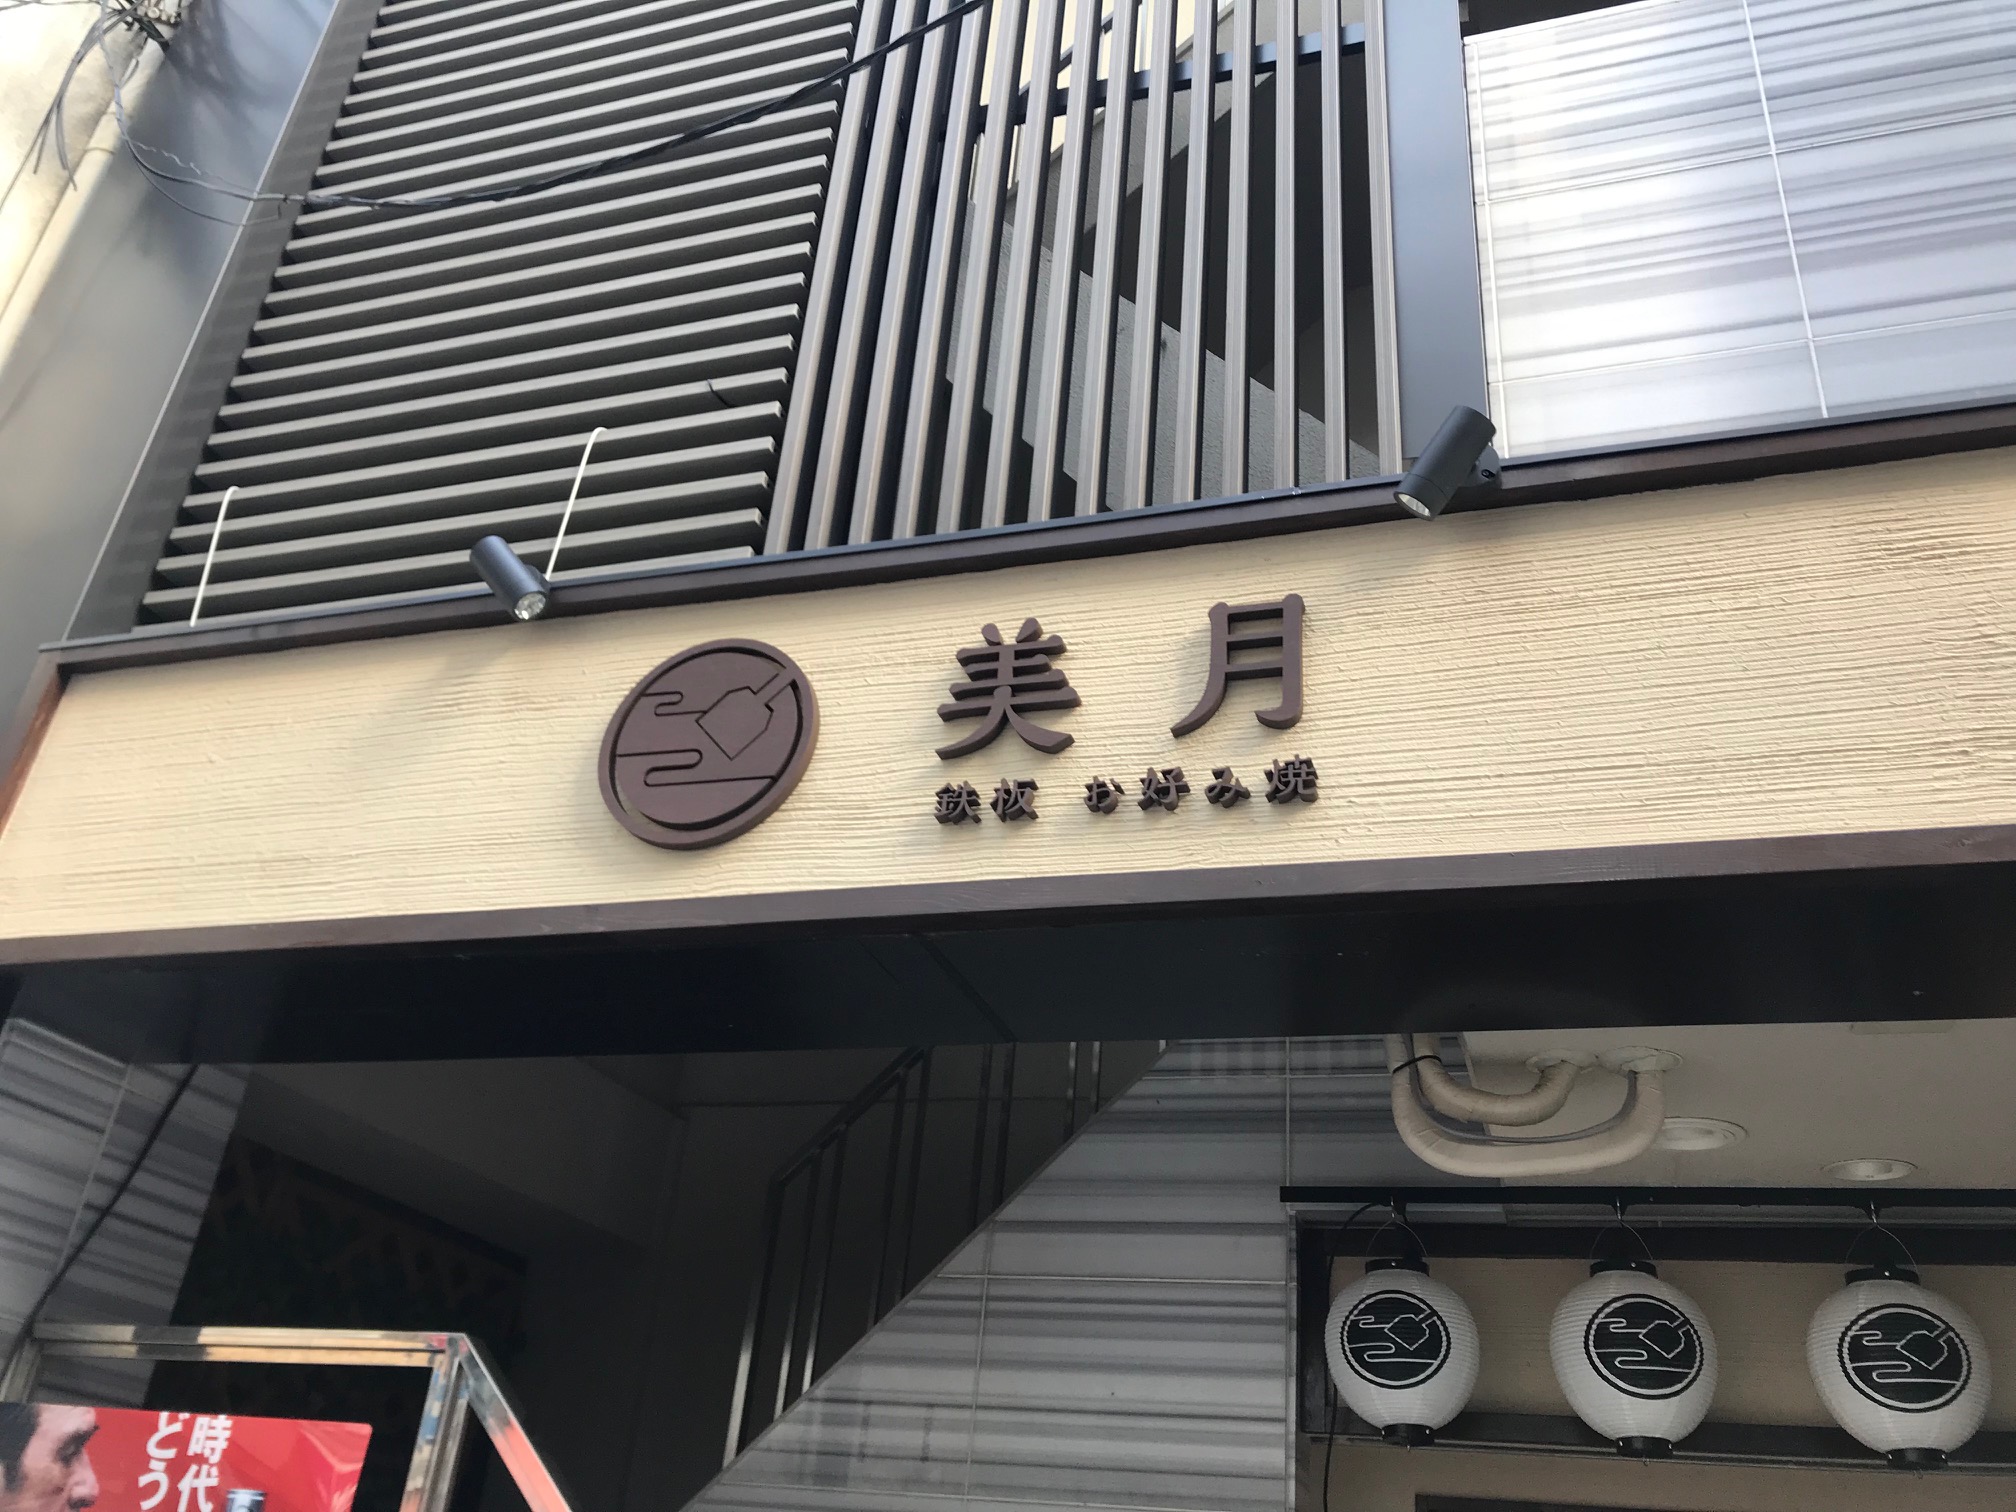 美月
鉄板 お好み焼
時代
どう